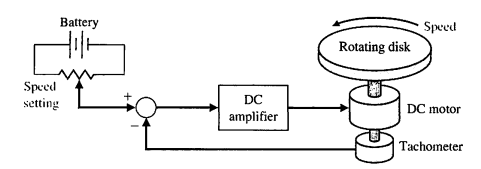 Battery
Speed
setting
+
−
DC
amplifier
Speed
Rotating disk
DC motor
Tachometer